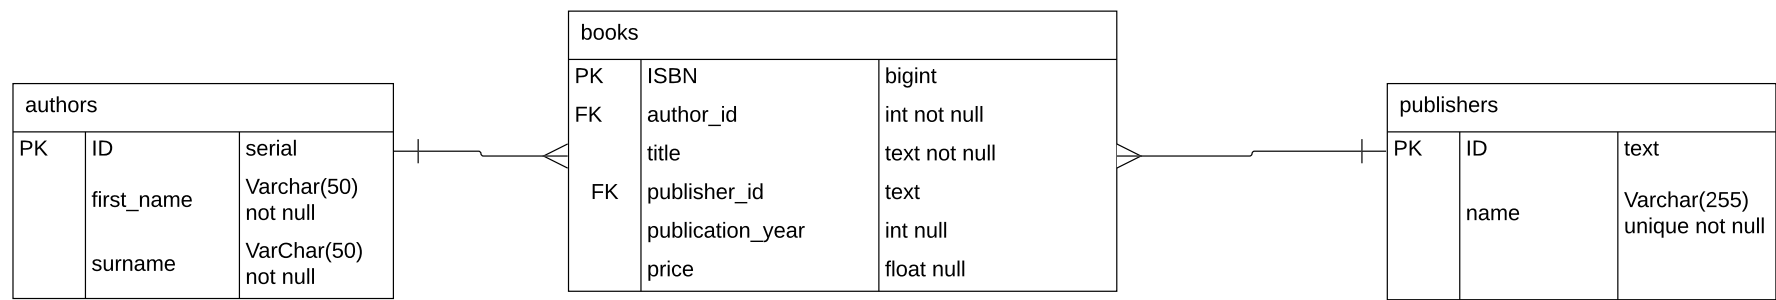 authors
PK ID serial
first_name Varchar(50)
not null
surname VarChar(50)
not null
books
PK ISBN bigint
FK author_id int not null
title text not null
FK publisher_id text
publication_year int null
price float null
publishers
PK ID text
name Varchar(255)
unique not null